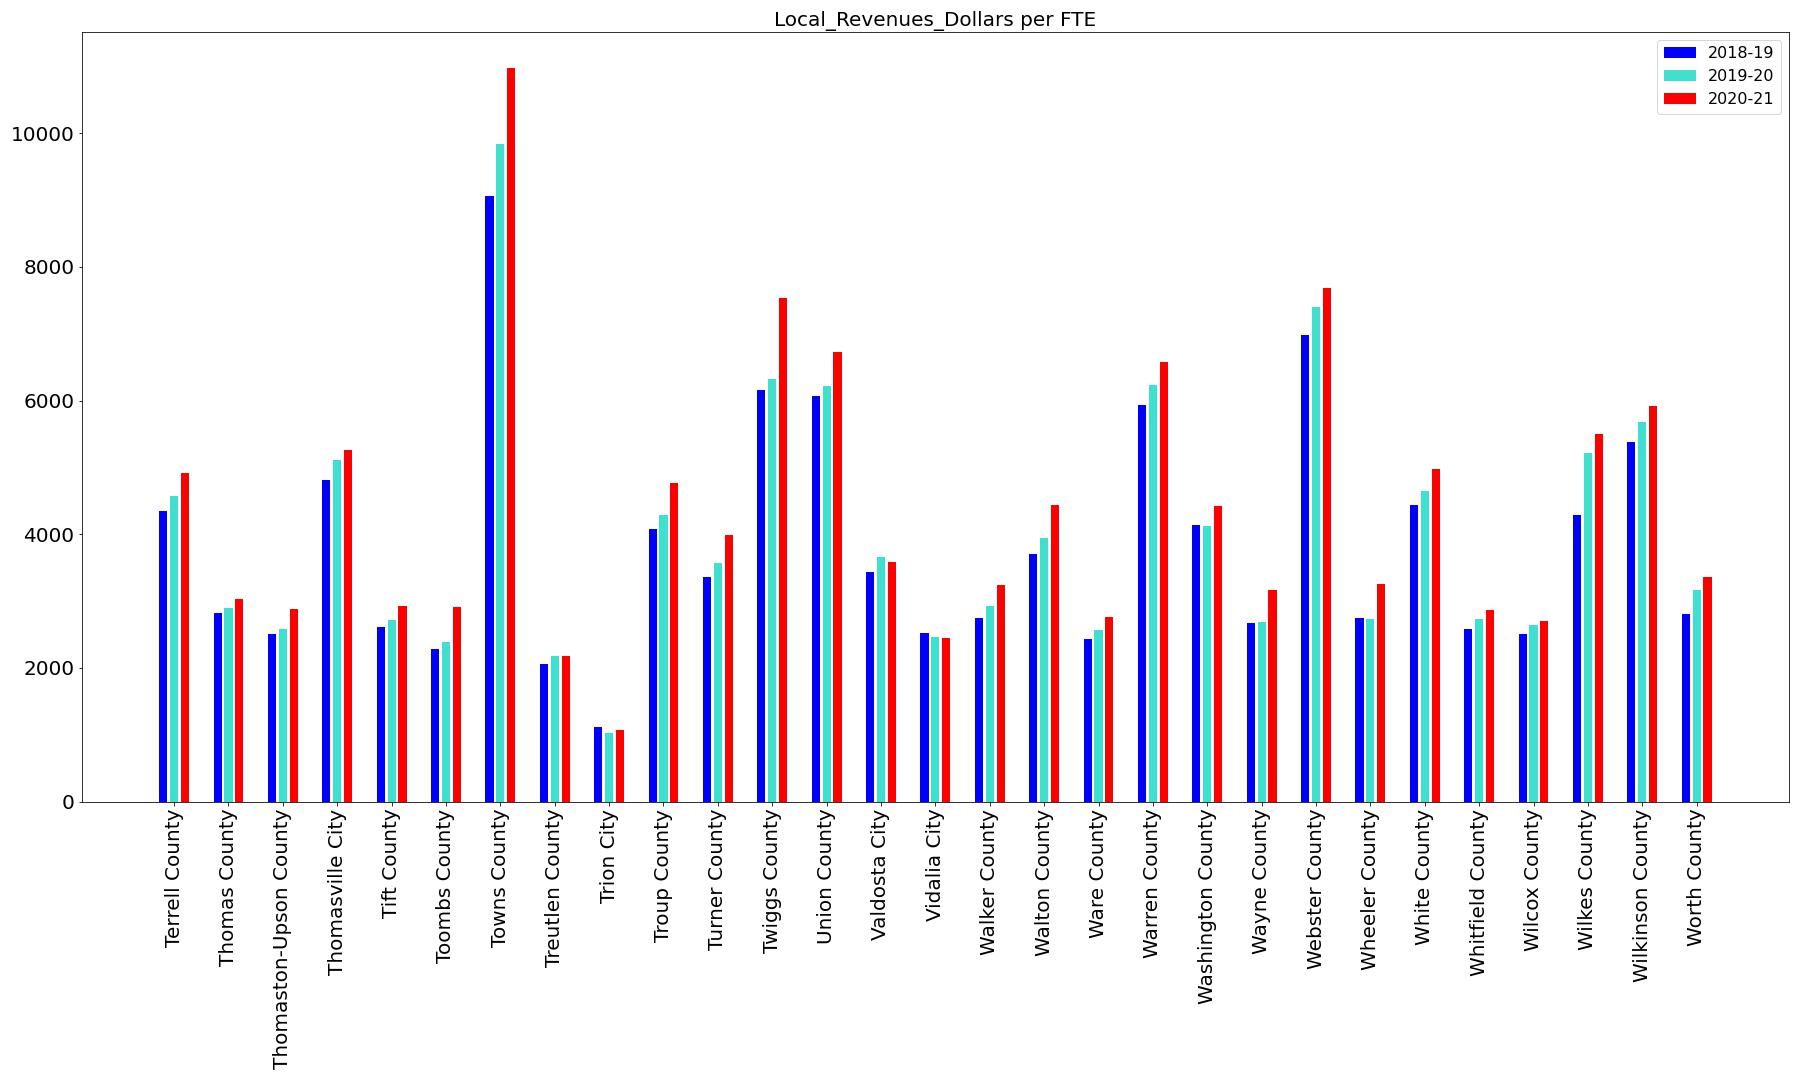 Local_Revenues_Dollars per FTE
2018-19
2019-20
2020-21
10000
8000
6000
4000
2000
0
Terrell County
Thomas County
Thomaston-Upson County
Thomasville City
Tift County
Toombs County
Towns County
Treutlen County
Trion City
Troup County
Turner County
Twiggs County
Union County
Valdosta City
Vidalia City
Walker County
Walton County
Ware County
Warren County
Washington County
Wayne County
Webster County
Wheeler County
White County
Whitfield County
Wilcox County
Wilkes County
Wilkinson County
Worth County